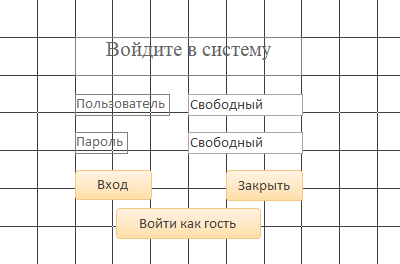 Войдите в систему
Пользователь Свободный
Пароль Свободный
Вход Закрыть
Войти как гость